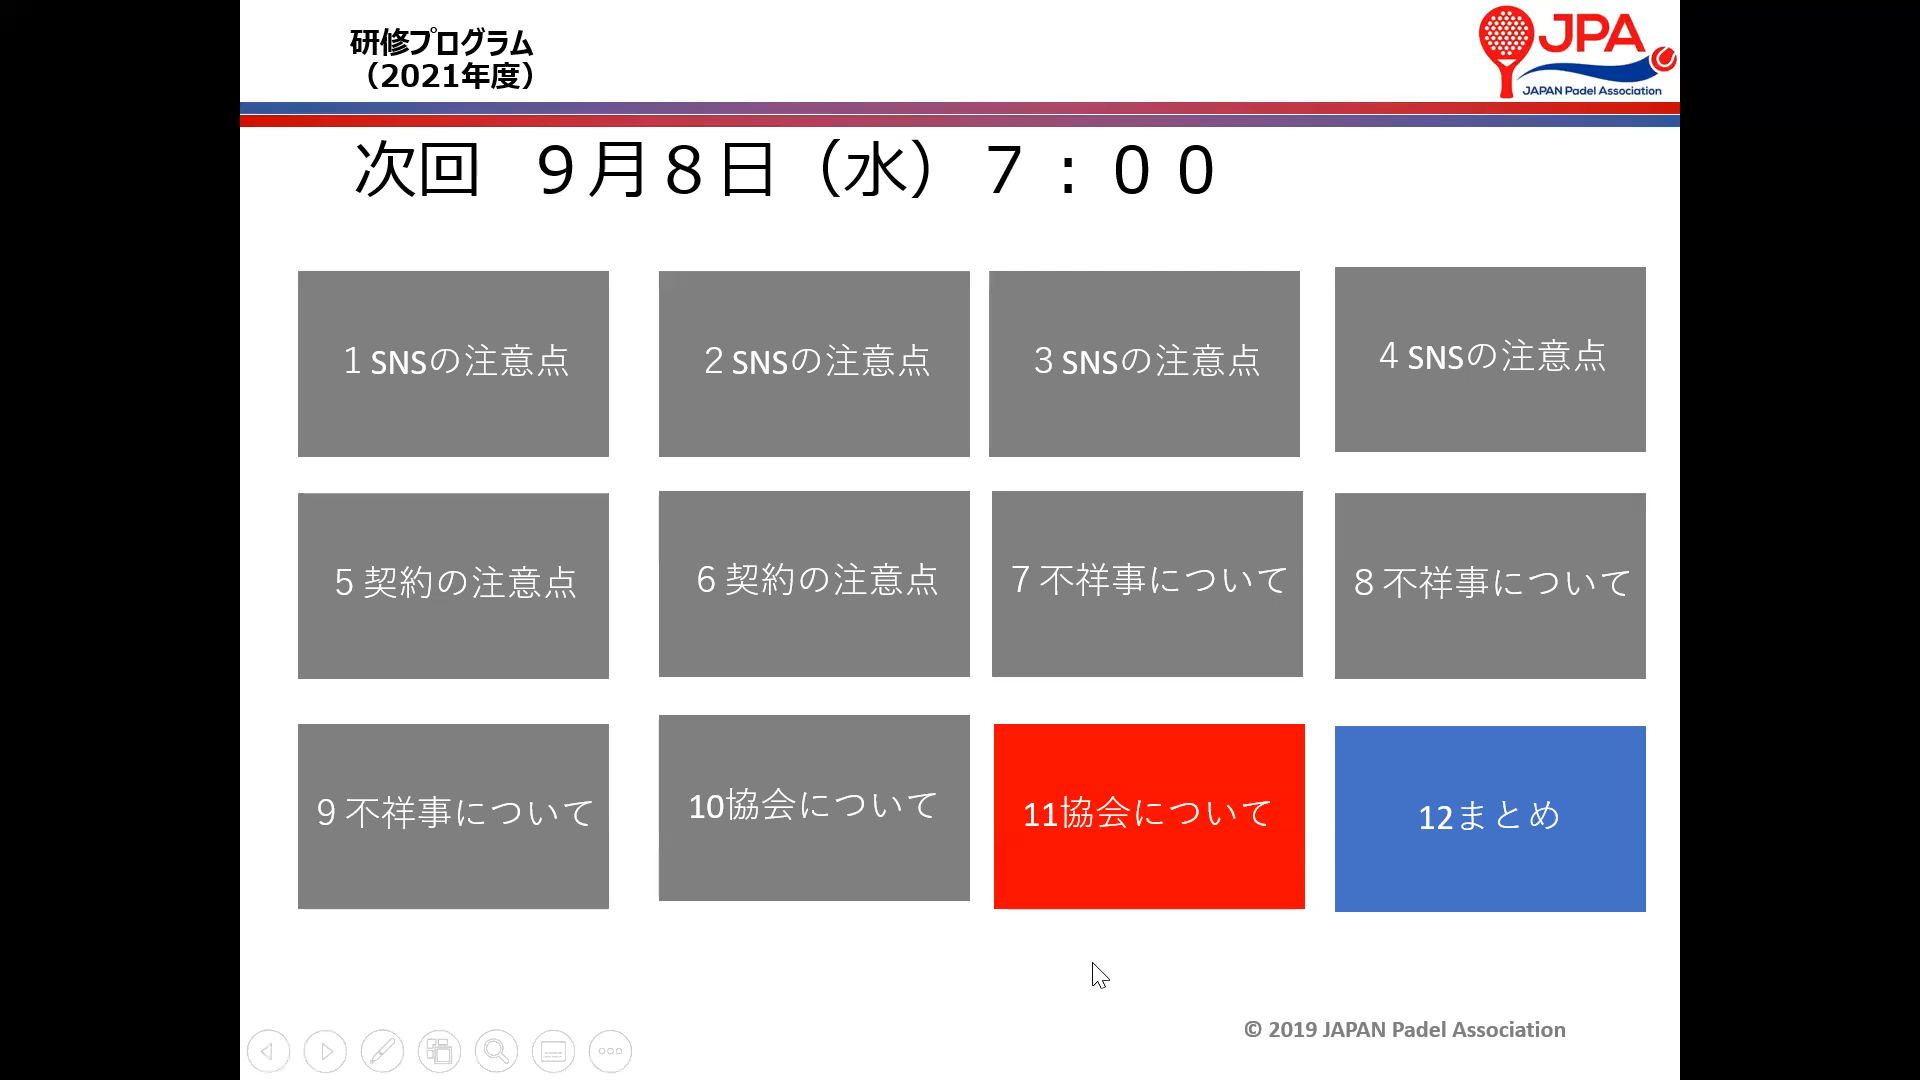 研修プログラム
（2021年度）
JPA
JAPAN Padel Association
次回　９月８日（水）７：００
１SNSの注意点
２SNSの注意点
３SNSの注意点
４SNSの注意点
５契約の注意点
６契約の注意点
７不祥事について
８不祥事について
９不祥事について
10協会について
11協会について
12まとめ
© 2019 JAPAN Padel Association